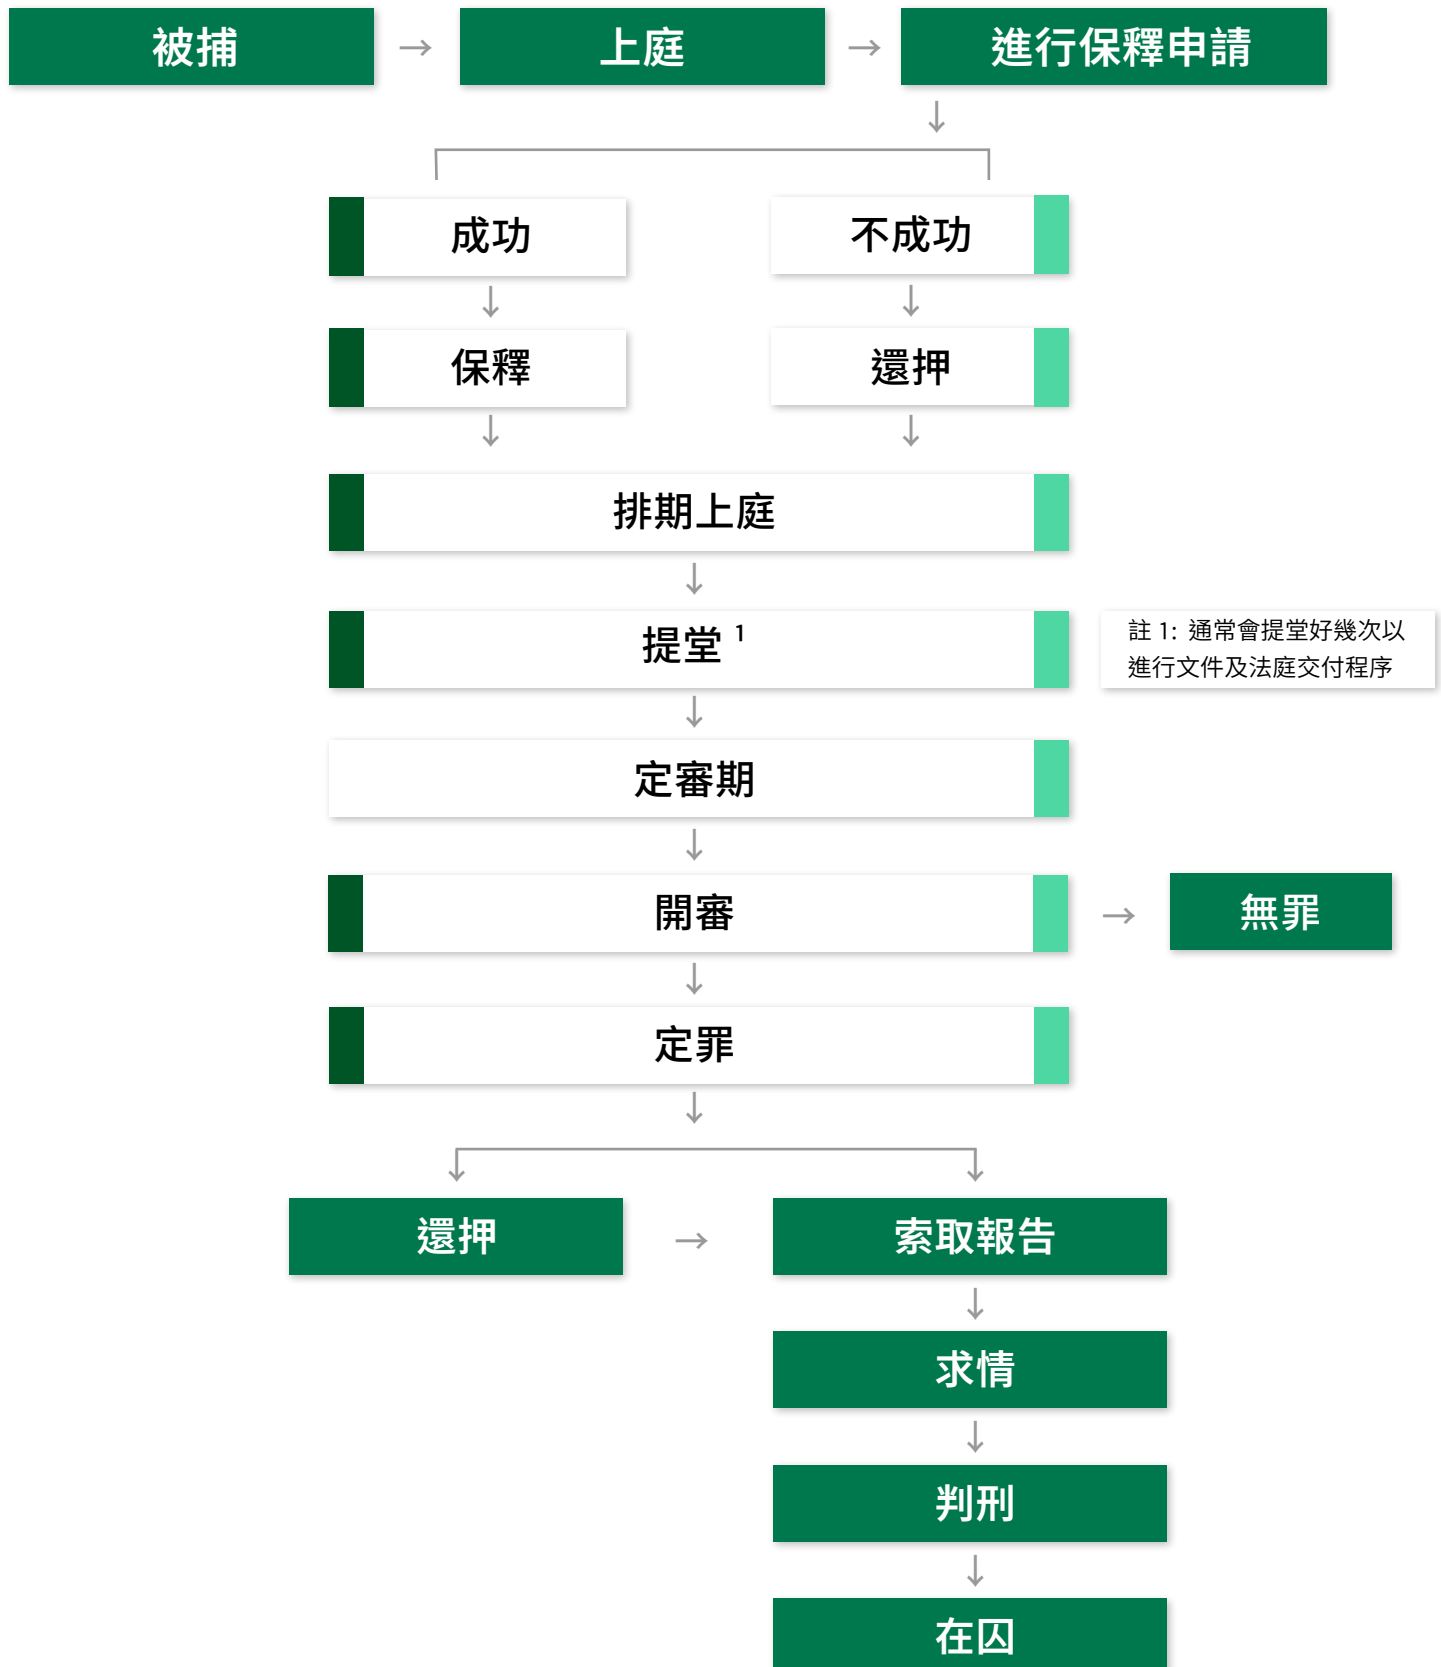 被捕
上庭
進行保釋申請
成功
不成功
保釋
還押
排期上庭
提堂 1
註 1: 通常會提堂好幾次以
進行文件及法庭交付程序
定審期
開審
無罪
定罪
還押
索取報告
求情
判刑
在囚